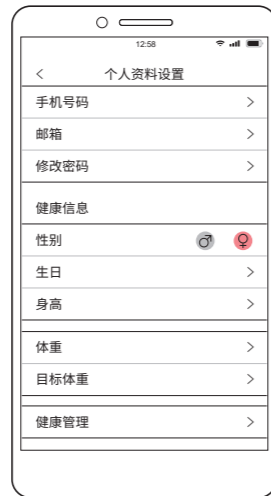 12:58
个人资料设置
手机号码
邮箱
修改密码
健康信息
性别
生日
身高
体重
目标体重
健康管理